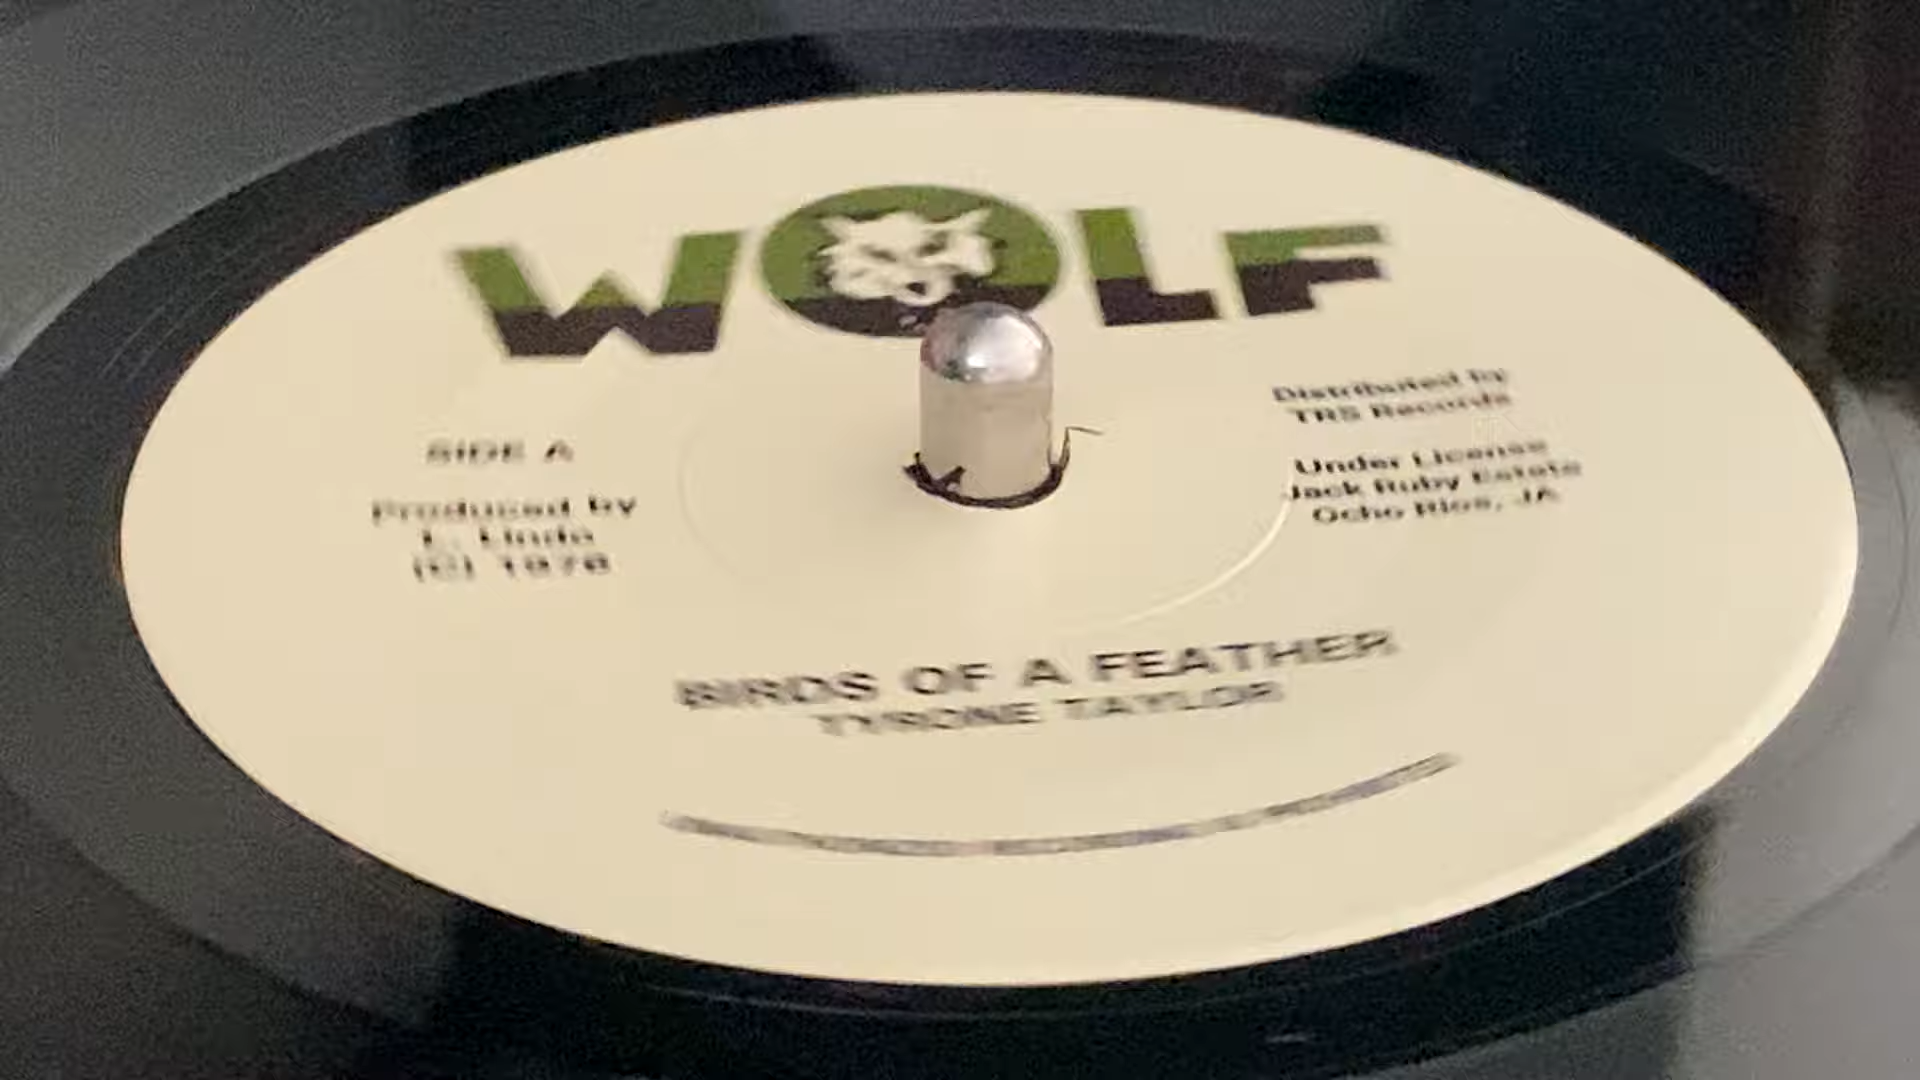 WOLF
SIDE A
Produced by
L. Lindo
(C) 1978
Distributed by
TRS Records
Under License
Jack Ruby Estate
Ocho Rios, JA
BIRDS OF A FEATHER
TYRONE TAYLOR